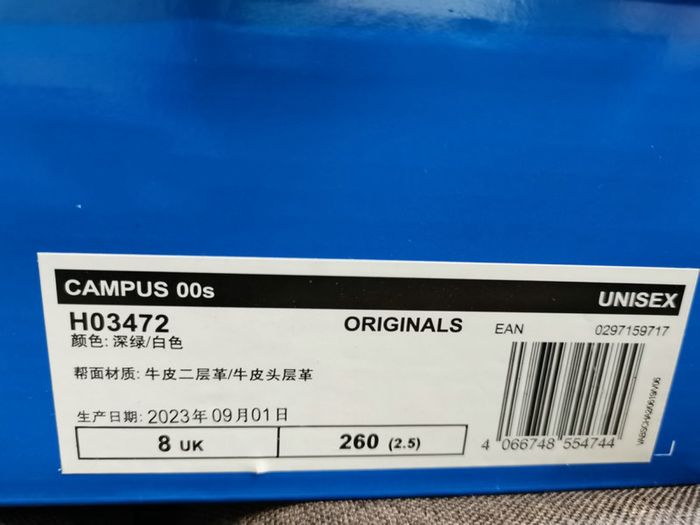 CAMPUS 00s
UNISEX
H03472
ORIGINALS
EAN
0297159717
颜色: 深绿/白色
帮面材质: 牛皮二层革/牛皮头层革
生产日期: 2023年09月01日
8 UK
260 (2.5)
4 066748 554744